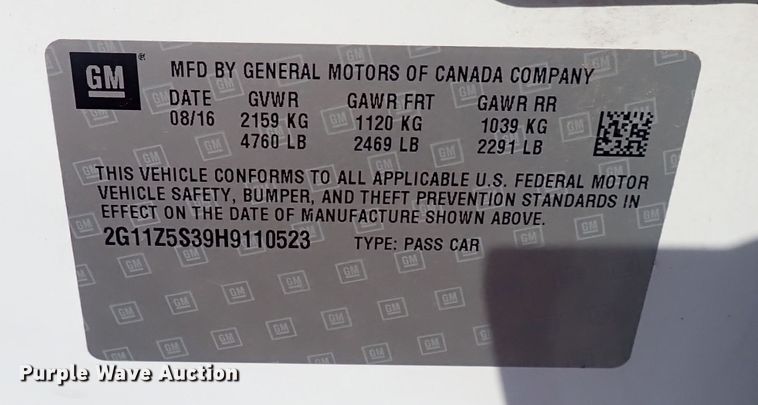 GM®
MFD BY GENERAL MOTORS OF CANADA COMPANY
DATE GVWR GAWR FRT GAWR RR
08/16 2159 KG 1120 KG 1039 KG
4760 LB 2469 LB 2291 LB
THIS VEHICLE CONFORMS TO ALL APPLICABLE U.S. FEDERAL MOTOR
VEHICLE SAFETY, BUMPER, AND THEFT PREVENTION STANDARDS IN
EFFECT ON THE DATE OF MANUFACTURE SHOWN ABOVE.
2G11Z5S39H9110523 TYPE: PASS CAR
Purple Wave Auction